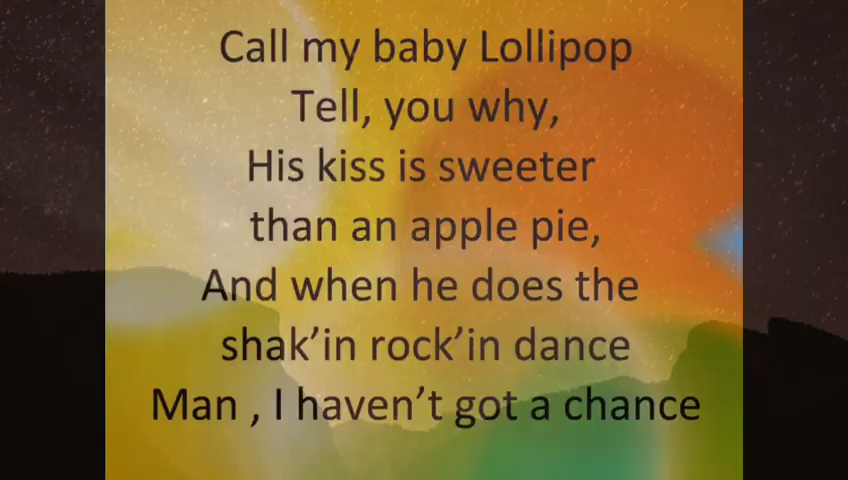 Call my baby Lollipop
Tell, you why,
His kiss is sweeter
than an apple pie,
And when he does the
shak’in rock’in dance
Man , I haven’t got a chance